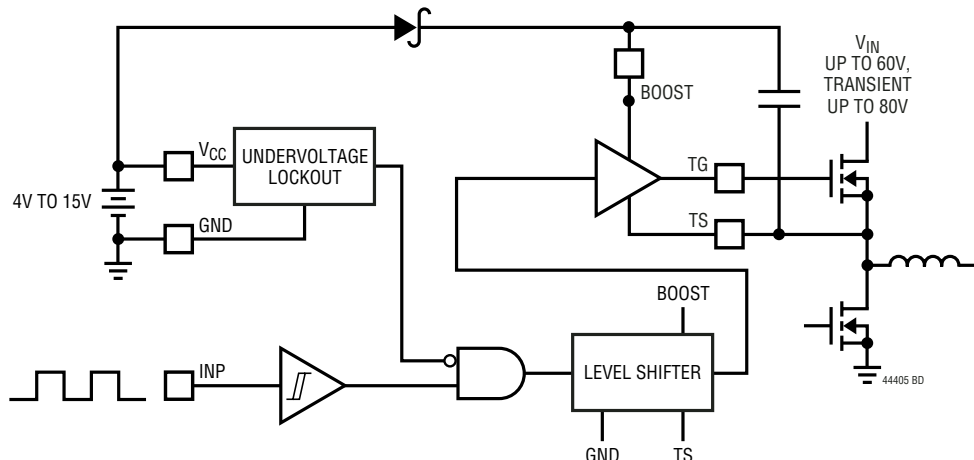 V_IN
UP TO 60V,
TRANSIENT
UP TO 80V
BOOST
V_CC
UNDERVOLTAGE
LOCKOUT
4V TO 15V
GND
TG
TS
BOOST
INP
LEVEL SHIFTER
GND
TS
44405 BD